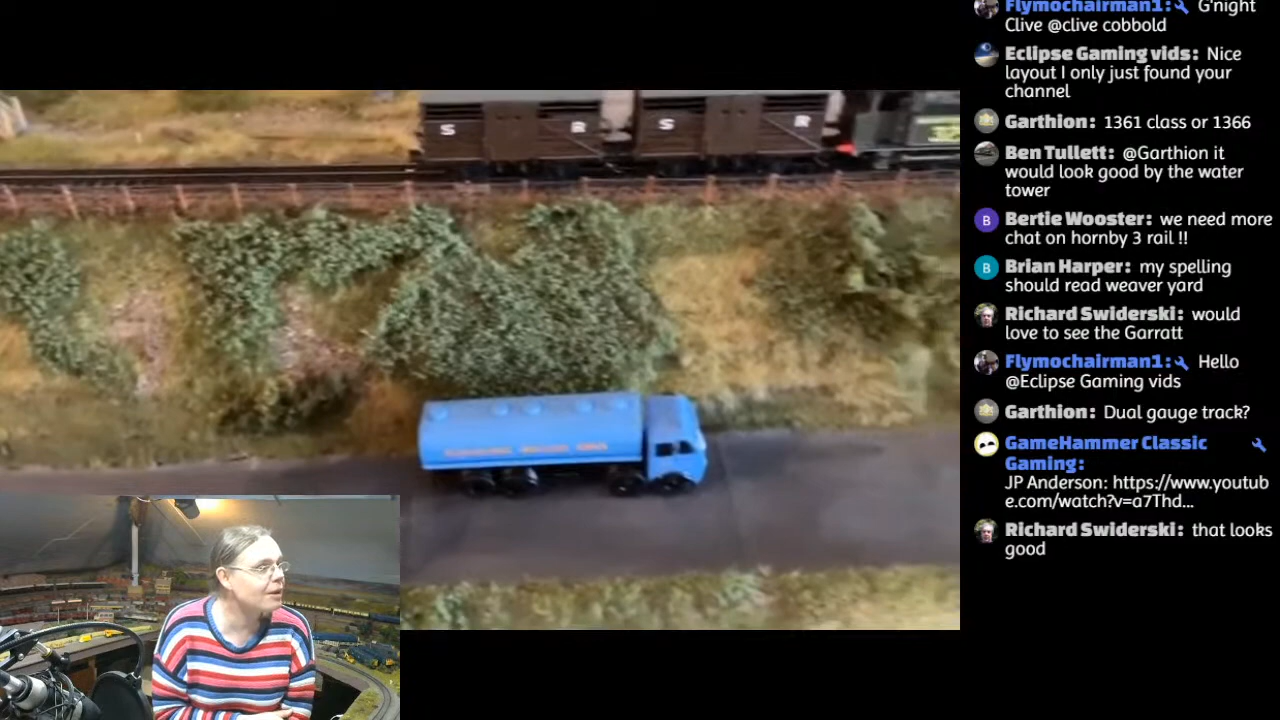 Flymochairman1: G'night
Clive @clive cobbold
Eclipse Gaming vids: Nice
layout I only just found your
channel
Garthion: 1361 class or 1366
Ben Tullett: @Garthion it
would look good by the water
tower
B Bertie Wooster: we need more
chat on hornby 3 rail !!
B Brian Harper: my spelling
should read weaver yard
Richard Swiderski: would
love to see the Garratt
Flymochairman1: Hello
@Eclipse Gaming vids
Garthion: Dual gauge track?
GameHammer Classic
Gaming:
JP Anderson: https://www.youtub
e.com/watch?v=a7Thd...
Richard Swiderski: that looks
good
S R S R